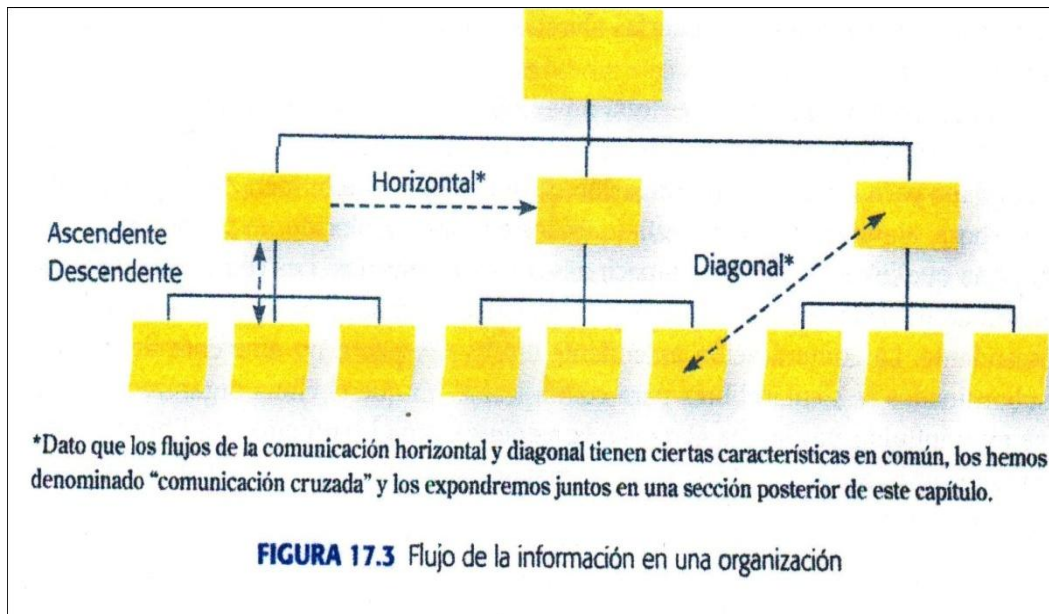 Horizontal*
Ascendente
Descendente
Diagonal*
*Dato que los flujos de la comunicación horizontal y diagonal tienen ciertas características en común, los hemos
denominado “comunicación cruzada” y los expondremos juntos en una sección posterior de este capítulo.
FIGURA 17.3 Flujo de la información en una organización